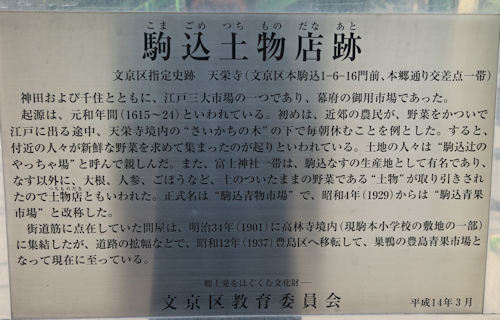 こまごめつちものだなあと
駒込土物店跡
文京区指定史跡　天栄寺(文京区本駒込1-6-16門前、本郷通り交差点一帯)
神田および千住とともに、江戸三大市場の一つであり、幕府の御用市場であった。
起源は、元和年間(1615〜24)といわれている。初めは、近郊の農民が、野菜をかついで
江戸に出る途中、天栄寺境内の“さいかちの木”の下で毎朝休むことを例とした。すると、
付近の人々が新鮮な野菜を求めて集まったのが起りといわれている。土地の人々は“駒込辻の
やっちゃ場”と呼んで親しんだ。また、富士神社一帯は、駒込なすの生産地として有名であり、
なす以外に、大根、人参、ごぼうなど、土のついたままの野菜である“土物”が取り引きされ
つちものだな
たので土物店ともいわれた。正式名は“駒込青物市場”で、昭和4年(1929)からは“駒込青果
市場”と改称した。
街道筋に点在していた問屋は、明治34年(1901)に高林寺境内(現駒本小学校の敷地の一部)
に集結したが、道路の拡幅などで、昭和12年(1937)豊島区へ移転して、巣鴨の豊島青果市場と
なって現在に至っている。
―郷土愛をはぐくむ文化財―
文京区教育委員会　平成14年3月